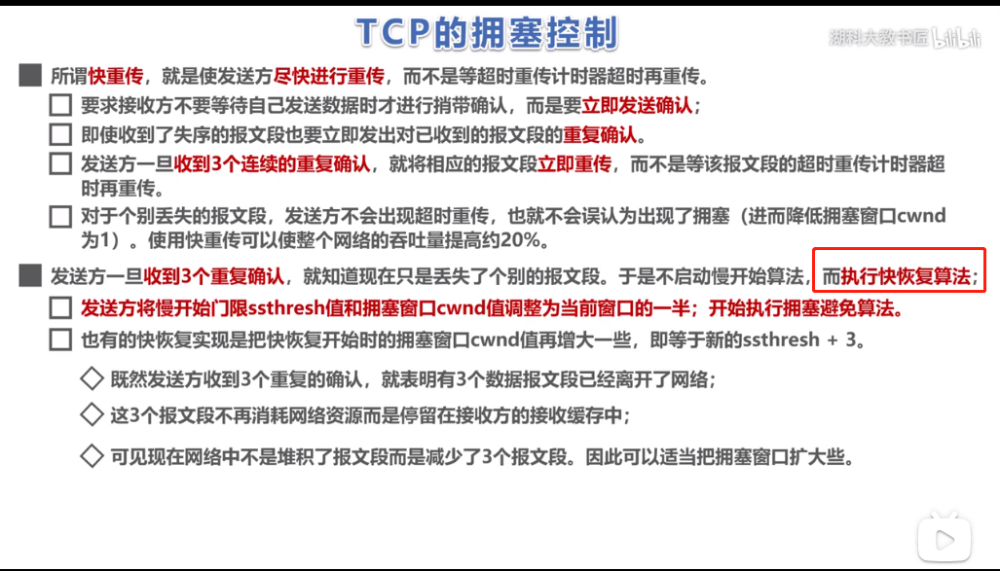 TCP的拥塞控制
湖科大教书匠 bilibili
所谓快重传，就是使发送方尽快进行重传，而不是等超时重传计时器超时再重传。
要求接收方不要等待自己发送数据时才进行捎带确认，而是要立即发送确认；
即使收到了失序的报文段也要立即发出对已收到的报文段的重复确认。
发送方一旦收到3个连续的重复确认，就将相应的报文段立即重传，而不是等该报文段的超时重传计时器超
时再重传。
对于个别丢失的报文段，发送方不会出现超时重传，也就不会误认为出现了拥塞（进而降低拥塞窗口cwnd
为1）。使用快重传可以使整个网络的吞吐量提高约20%。
发送方一旦收到3个重复确认，就知道现在只是丢失了个别的报文段。于是不启动慢开始算法，而执行快恢复算法；
发送方将慢开始门限ssthresh值和拥塞窗口cwnd值调整为当前窗口的一半；开始执行拥塞避免算法。
也有的快恢复实现是把快恢复开始时的拥塞窗口cwnd值再增大一些，即等于新的ssthresh + 3。
既然发送方收到3个重复的确认，就表明有3个数据报文段已经离开了网络；
这3个报文段不再消耗网络资源而是停留在接收方的接收缓存中；
可见现在网络中不是堆积了报文段而是减少了3个报文段。因此可以适当把拥塞窗口扩大些。